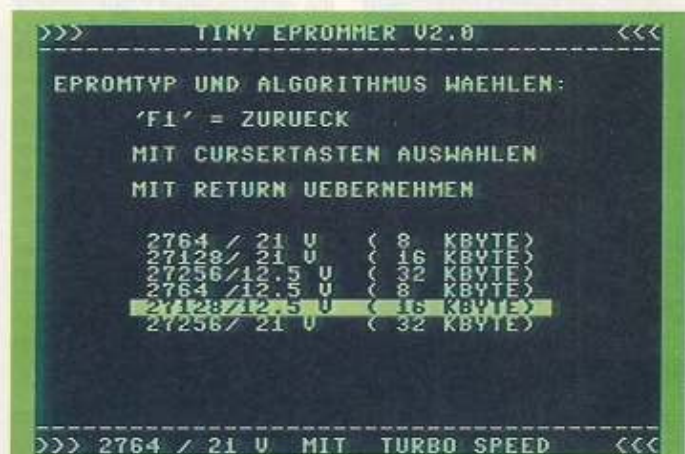 >>> TINY EPROMMER V2.0 <<<
EPROMTYP UND ALGORITHMUS WAEHLEN:
'F1' = ZURUECK
MIT CURSERTASTEN AUSWAHLEN
MIT RETURN UEBERNEHMEN
2764 / 21 V ( 8 KBYTE)
27128/ 21 V ( 16 KBYTE)
27256/12.5 V ( 32 KBYTE)
2764 /12.5 V ( 8 KBYTE)
27128/12.5 V ( 16 KBYTE)
27256/ 21 V ( 32 KBYTE)
>>> 2764 / 21 V MIT TURBO SPEED <<<